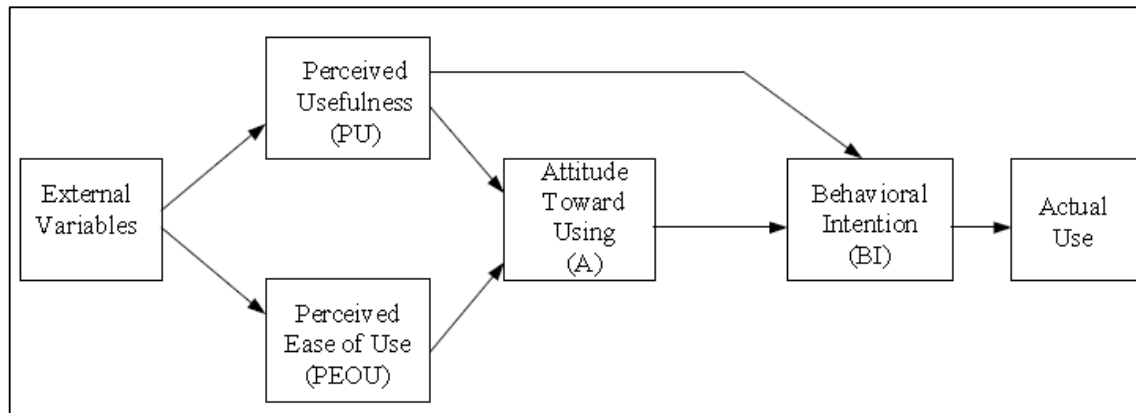 External
Variables
Perceived
Usefulness
(PU)
Perceived
Ease of Use
(PEOU)
Attitude
Toward
Using
(A)
Behavioral
Intention
(BI)
Actual
Use